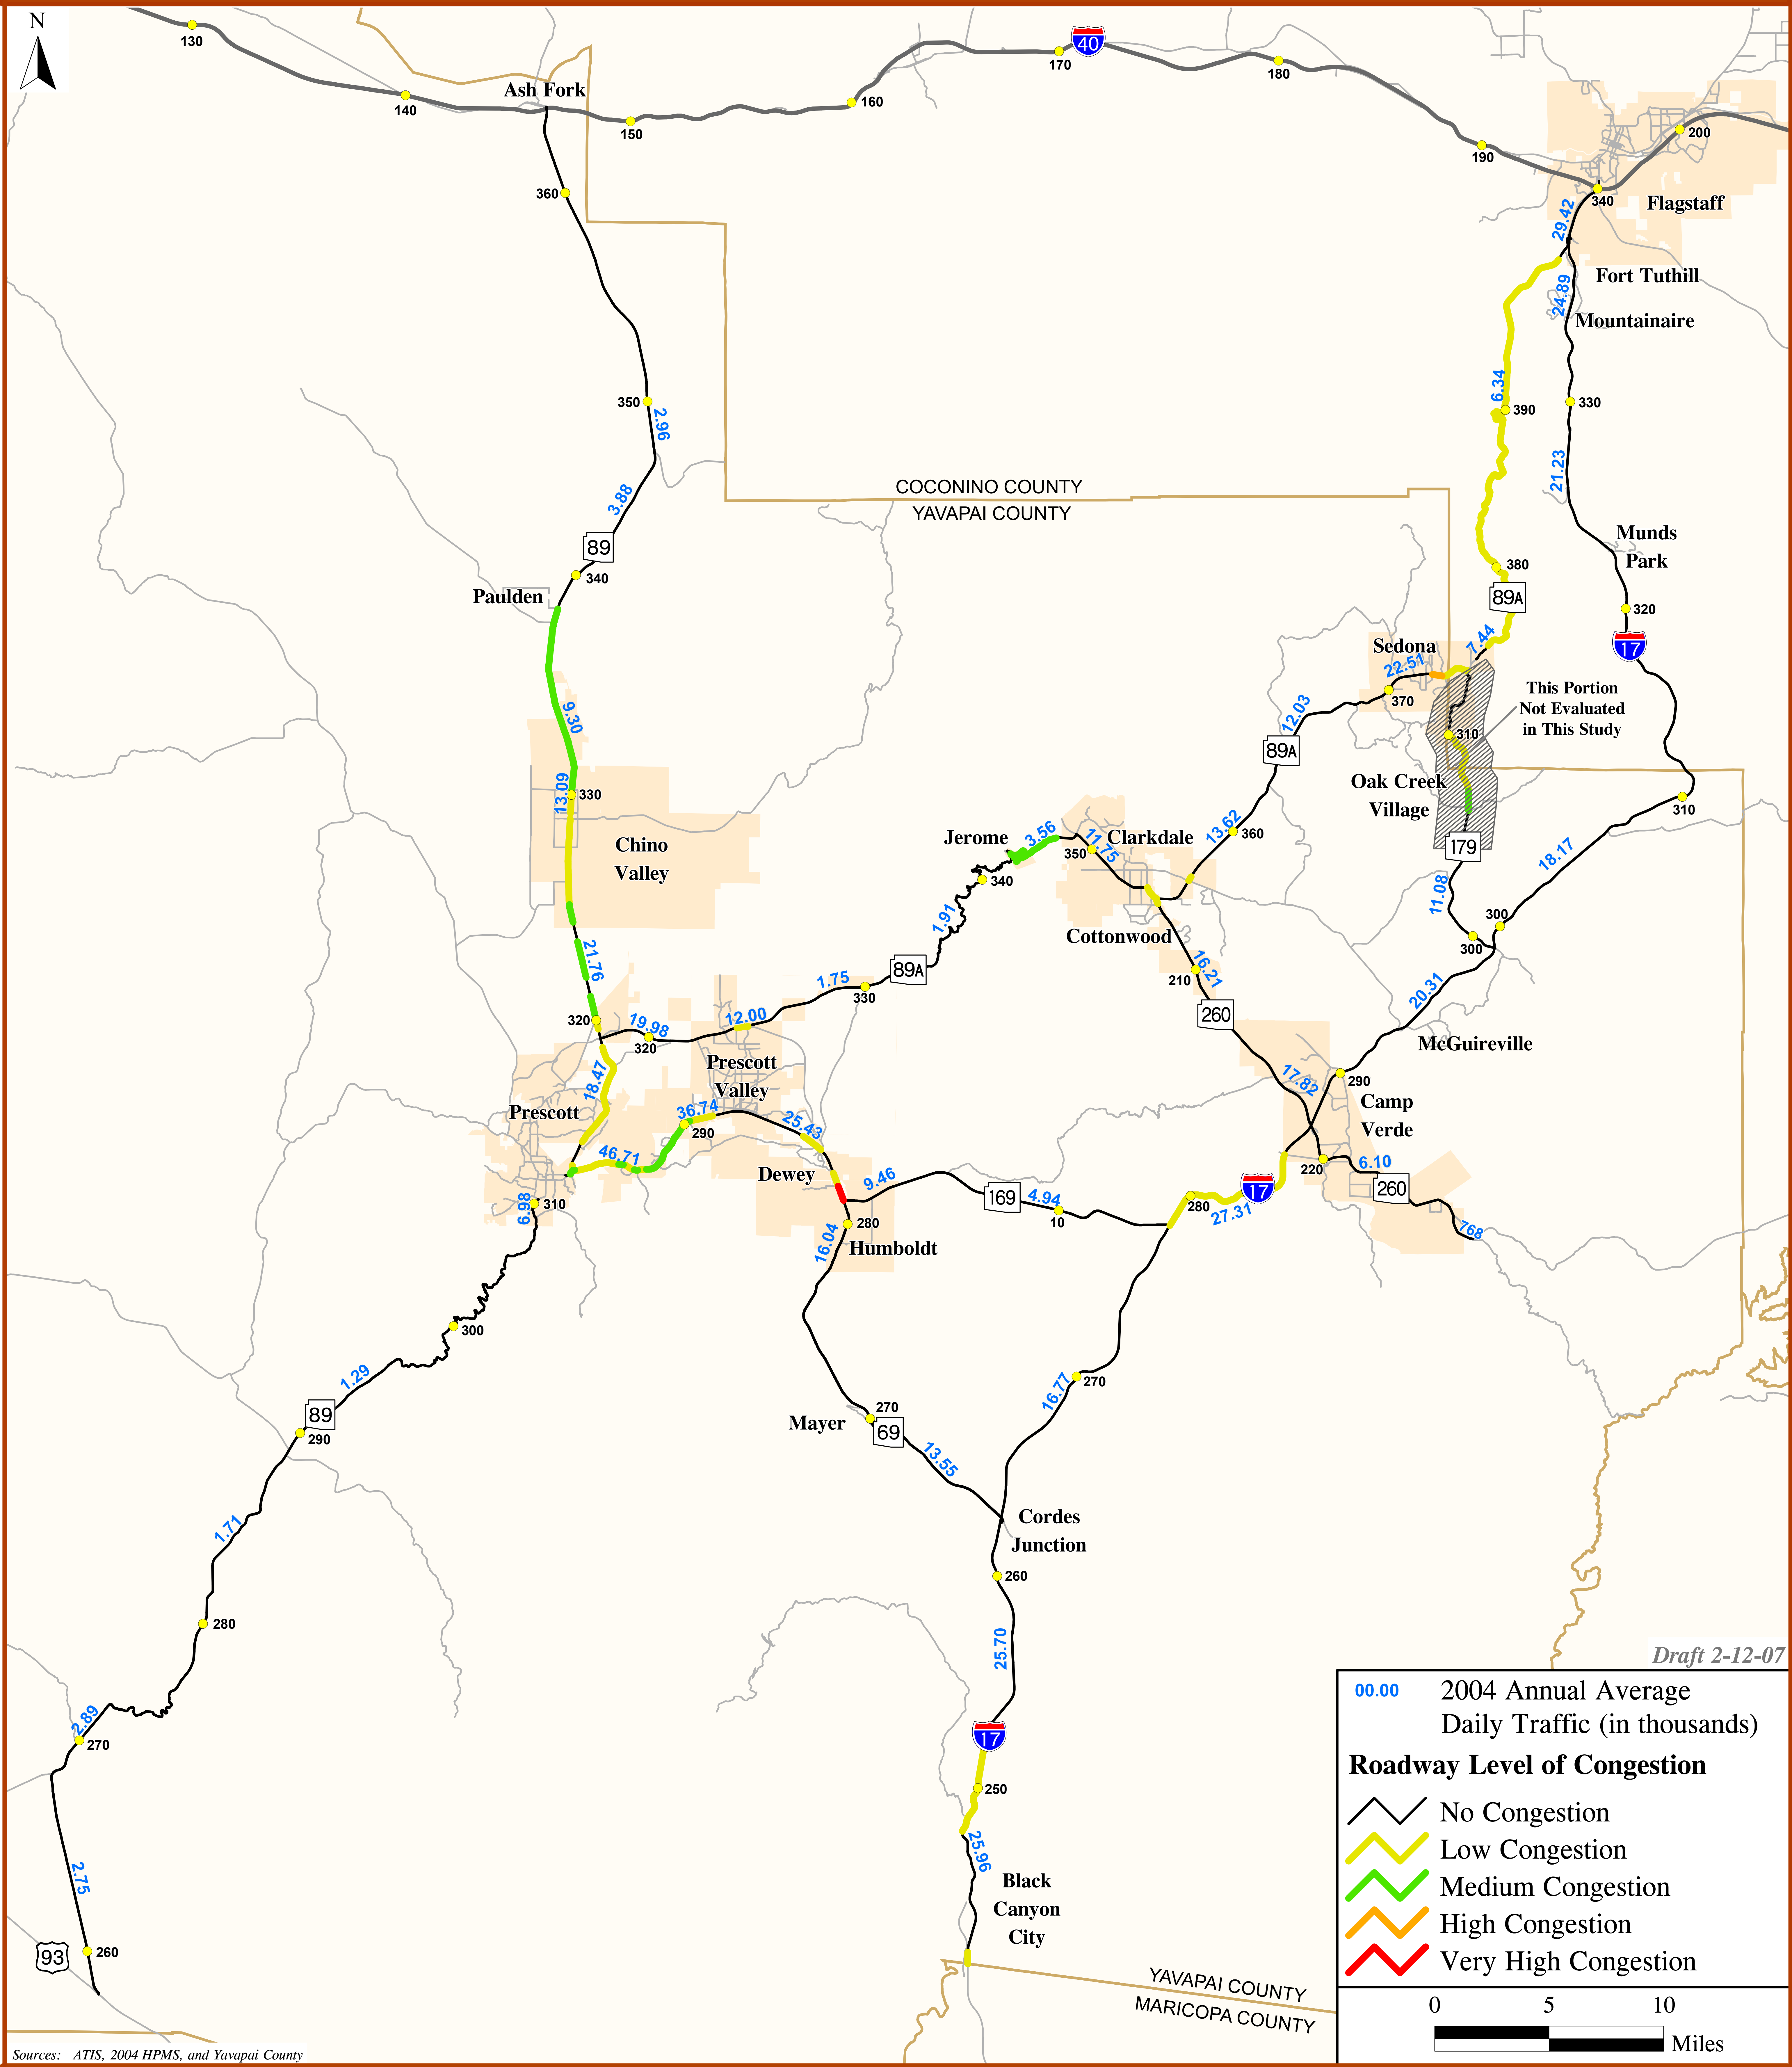 N
130
140
Ash Fork
150
160
170
40
180
190
200
340
Flagstaff
360
29.42
Fort Tuthill
24.89
Mountainaire
350
2.96
6.34
390
330
3.88
21.23
COCONINO COUNTY
YAVAPAI COUNTY
89
340
Paulden
Munds
Park
380
89A
320
17
7.44
Sedona
22.51
370
This Portion
Not Evaluated
in This Study
310
12.03
89A
9.30
13.09
330
Oak Creek
Village
310
Chino
Valley
Jerome
3.56
11.75
Clarkdale
350
13.62
360
179
18.17
340
11.08
1.91
300
300
Cottonwood
21.76
89A
1.75
330
16.21
210
20.31
260
320
19.98
320
12.00
McGuireville
18.47
Prescott
Valley
17.82
290
Camp
Verde
Prescott
36.74
290
25.43
46.71
Dewey
9.46
220
6.10
260
6.98
310
169
4.94
10
280
17
27.31
768
280
16.04
Humboldt
300
1.29
16.77
270
89
290
Mayer
270
69
13.55
Cordes
Junction
1.71
260
280
25.70
2.89
270
17
250
2.75
25.96
Black
Canyon
City
93
260
YAVAPAI COUNTY
MARICOPA COUNTY
Draft 2-12-07
00.00
2004 Annual Average
Daily Traffic (in thousands)
Roadway Level of Congestion
No Congestion
Low Congestion
Medium Congestion
High Congestion
Very High Congestion
0 5 10
Miles
Sources: ATIS, 2004 HPMS, and Yavapai County